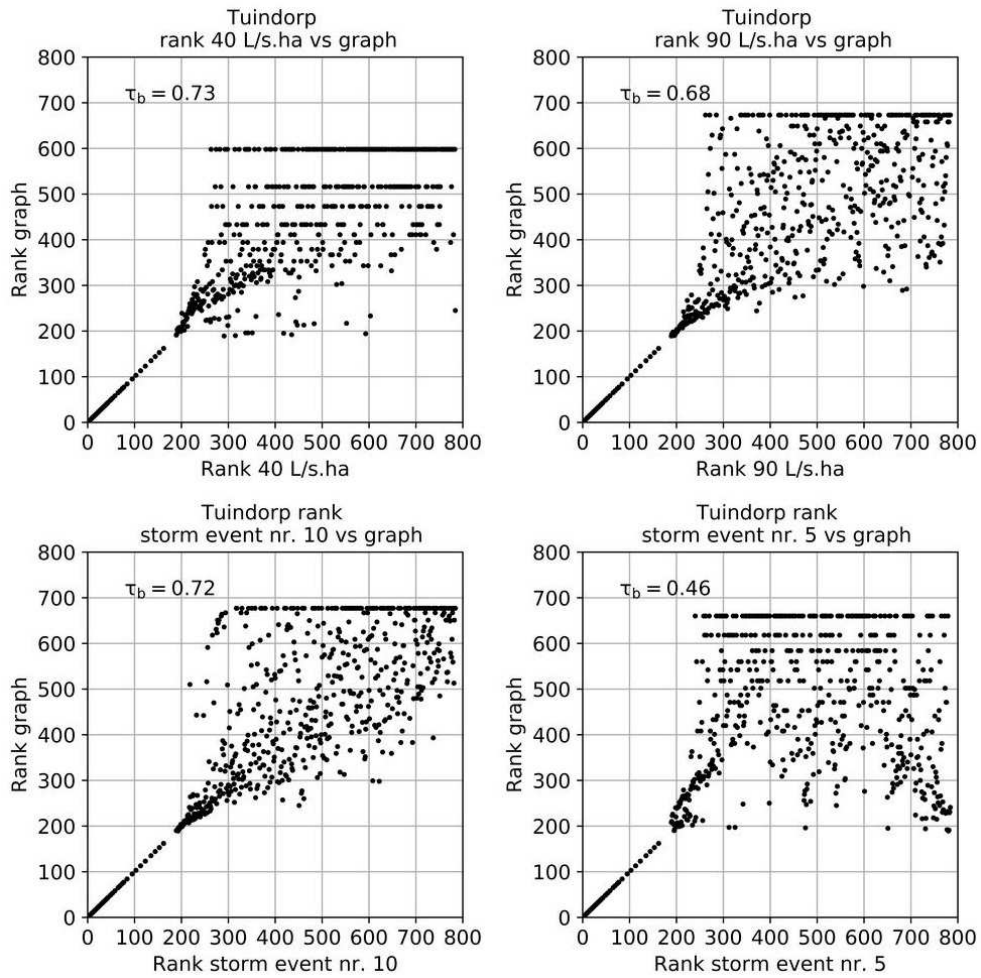 Tuindorp
rank 40 L/s.ha vs graph
τb = 0.73
800
700
600
500
400
300
200
100
0
Rank graph
0 100 200 300 400 500 600 700 800
Rank 40 L/s.ha
Tuindorp
rank 90 L/s.ha vs graph
τb = 0.68
800
700
600
500
400
300
200
100
0
Rank graph
0 100 200 300 400 500 600 700 800
Rank 90 L/s.ha
Tuindorp rank
storm event nr. 10 vs graph
τb = 0.72
800
700
600
500
400
300
200
100
0
Rank graph
0 100 200 300 400 500 600 700 800
Rank storm event nr. 10
Tuindorp rank
storm event nr. 5 vs graph
τb = 0.46
800
700
600
500
400
300
200
100
0
Rank graph
0 100 200 300 400 500 600 700 800
Rank storm event nr. 5